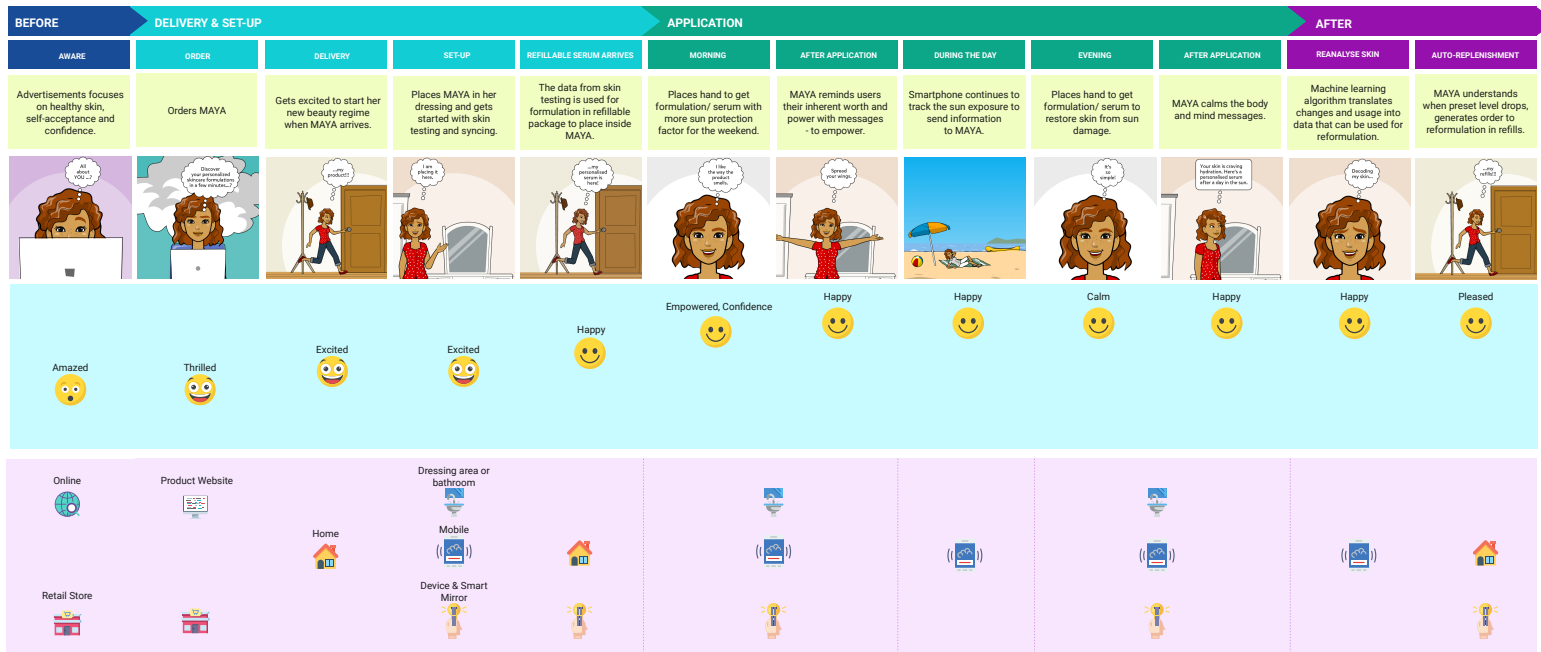 BEFORE
DELIVERY & SET-UP
APPLICATION
AFTER
AWARE
ORDER
DELIVERY
SET-UP
REFILLABLE SERUM ARRIVES
MORNING
AFTER APPLICATION
DURING THE DAY
EVENING
AFTER APPLICATION
REANALYSE SKIN
AUTO-REPLENISHMENT
Advertisements focuses
on healthy skin,
self-acceptance and
confidence.
Orders MAYA
Gets excited to start her
new beauty regime
when MAYA arrives.
Places MAYA in her
dressing and gets
started with skin
testing and syncing.
The data from skin
testing is used for
formulation in refillable
package to place inside
MAYA.
Places hand to get
formulation/ serum with
more sun protection
factor for the weekend.
MAYA reminds users
their inherent worth and
power with messages
- to empower.
Smartphone continues to
track the sun exposure to
send information
to MAYA.
Places hand to get
formulation/ serum to
restore skin from sun
damage.
MAYA calms the body
and mind messages.
Machine learning
algorithm translates
changes and usage into
data that can be used for
reformulation.
MAYA understands
when preset level drops,
generates order to
reformulation in refills.
All
about
YOU ...?
Discover
your personalized
skincare formulations
in a few minutes...?
...my
product!!!
I am
placing it
here.
...my
personalised
serum is
here!
I like
the way the
product
smells.
Spread
your wings.
It's
so
simple!
Your skin is craving
hydration. Here's a
personalised serum
after a day in the sun.
Decoding
my skin...
...my
refills!!!
Amazed
Thrilled
Excited
Excited
Happy
Empowered, Confidence
Happy
Happy
Calm
Happy
Happy
Pleased
Online
Product Website
Dressing area or
bathroom
Home
Mobile
Retail Store
Device & Smart
Mirror